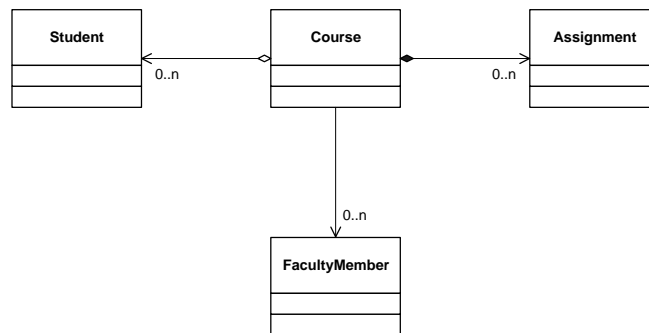 Student
Course
Assignment
0..n
0..n
0..n
FacultyMember